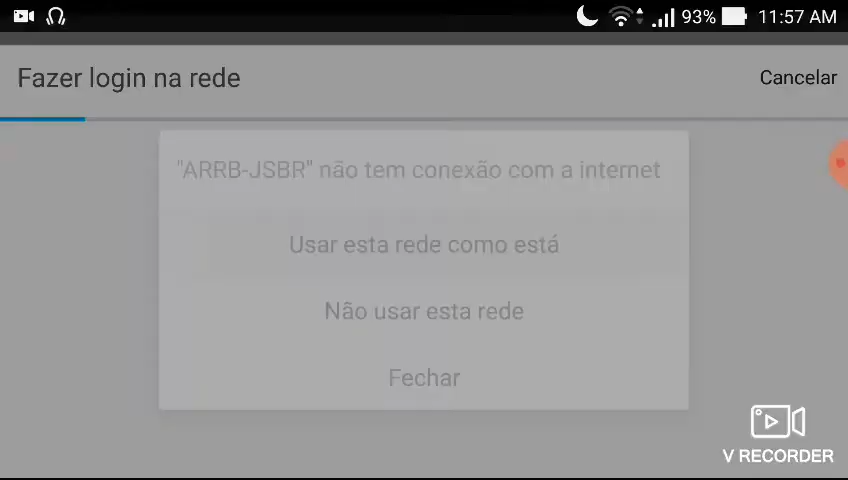 93% 11:57 AM
Fazer login na rede
Cancelar
"ARRB-JSBR" não tem conexão com a internet
Usar esta rede como está
Não usar esta rede
Fechar
V RECORDER